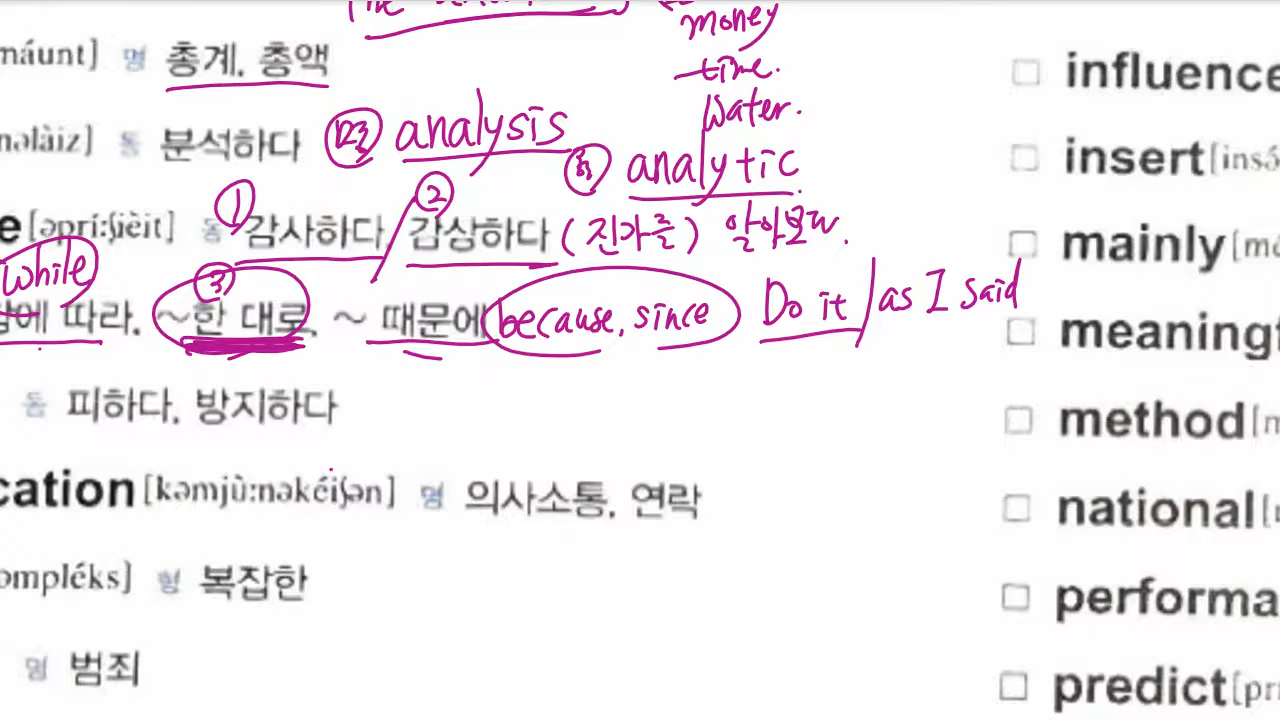 money
máunt] 명 총계, 총액
time.
water.
nəlàiz] 동 분석하다 명 analysis
형 analytic
e[əprí:ʃièit] 동 ① 감사하다, ② 감상하다 (진가를) 알아보다.
while
따라, ③ ~한 대로, ~ 때문에 because, since Do it / as I said
동 피하다, 방지하다
cation[kəmjù:nəkéiʃən] 명 의사소통, 연락
ompléks] 형 복잡한
명 범죄
influence
insert[insə́
mainly[mé
meaningf
method[m
national[n
performa
predict[pri